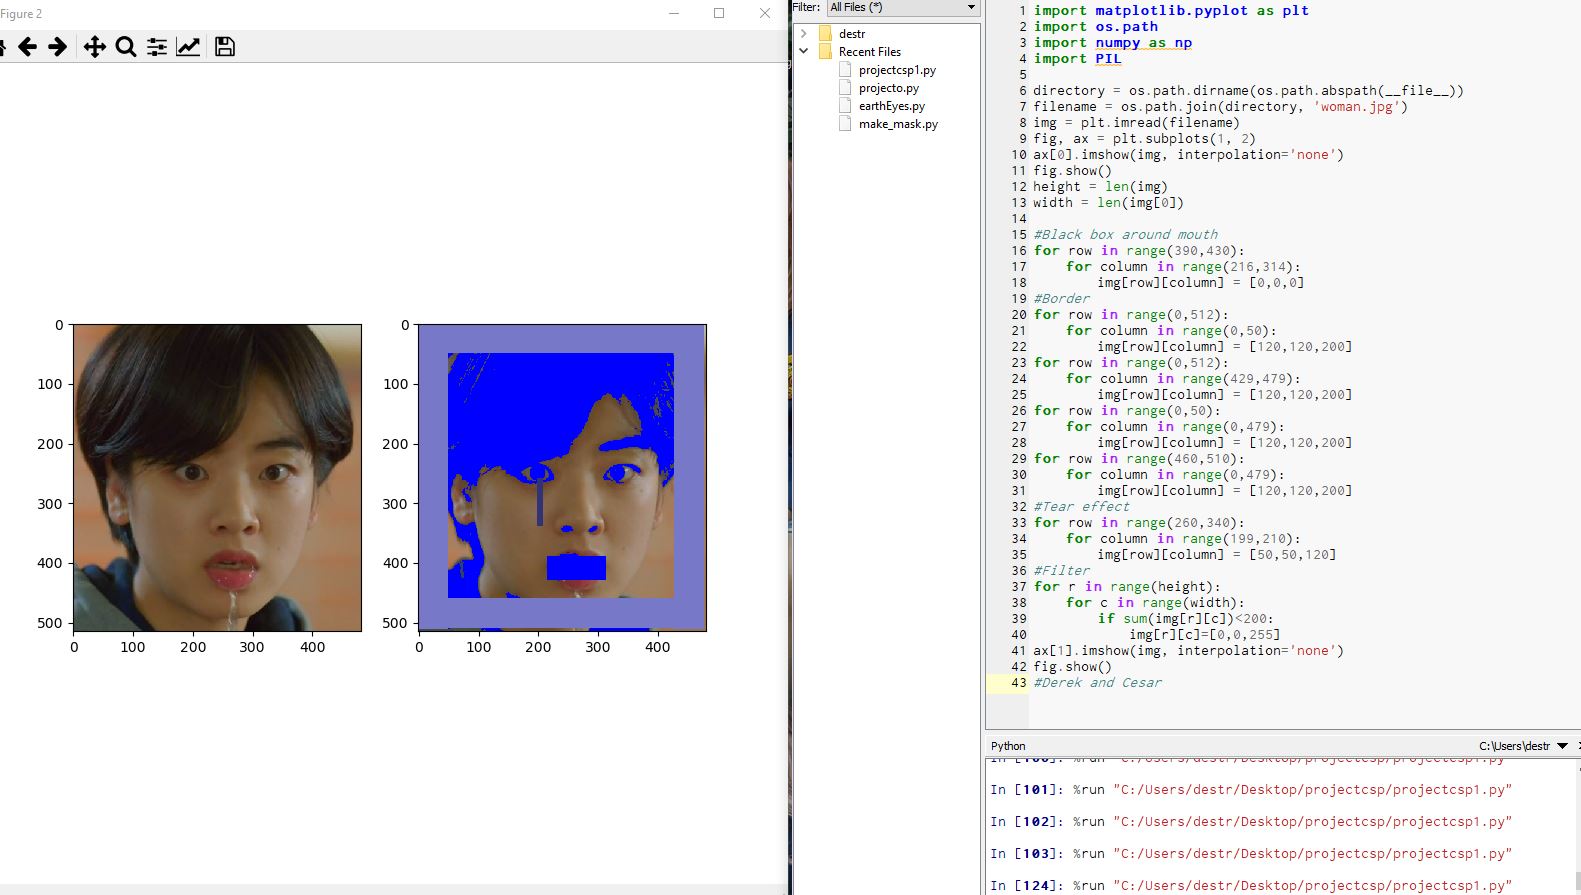 Figure 2
0
100
200
300
400
500
0
100
200
300
400
0
100
200
300
400
500
0
100
200
300
400
Filter: All Files (*)
destr
Recent Files
projectcsp1.py
projecto.py
earthEyes.py
make_mask.py
1 import matplotlib.pyplot as plt
2 import os.path
3 import numpy as np
4 import PIL
5
6 directory = os.path.dirname(os.path.abspath(__file__))
7 filename = os.path.join(directory, 'woman.jpg')
8 img = plt.imread(filename)
9 fig, ax = plt.subplots(1, 2)
10 ax[0].imshow(img, interpolation='none')
11 fig.show()
12 height = len(img)
13 width = len(img[0])
14
15 #Black box around mouth
16 for row in range(390,430):
17     for column in range(216,314):
18         img[row][column] = [0,0,0]
19 #Border
20 for row in range(0,512):
21     for column in range(0,50):
22         img[row][column] = [120,120,200]
23 for row in range(0,512):
24     for column in range(429,479):
25         img[row][column] = [120,120,200]
26 for row in range(0,50):
27     for column in range(0,479):
28         img[row][column] = [120,120,200]
29 for row in range(460,510):
30     for column in range(0,479):
31         img[row][column] = [120,120,200]
32 #Tear effect
33 for row in range(260,340):
34     for column in range(199,210):
35         img[row][column] = [50,50,120]
36 #Filter
37 for r in range(height):
38     for c in range(width):
39         if sum(img[r][c])<200:
40             img[r][c]=[0,0,255]
41 ax[1].imshow(img, interpolation='none')
42 fig.show()
43 #Derek and Cesar
Python C:\Users\destr
In [101]: %run "C:/Users/destr/Desktop/projectcsp/projectcsp1.py"
In [102]: %run "C:/Users/destr/Desktop/projectcsp/projectcsp1.py"
In [103]: %run "C:/Users/destr/Desktop/projectcsp/projectcsp1.py"
In [124]: %run "C:/Users/destr/Desktop/projectcsp/projectcsp1.py"